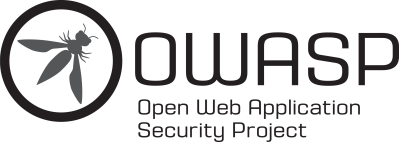 OWASP
Open Web Application
Security Project